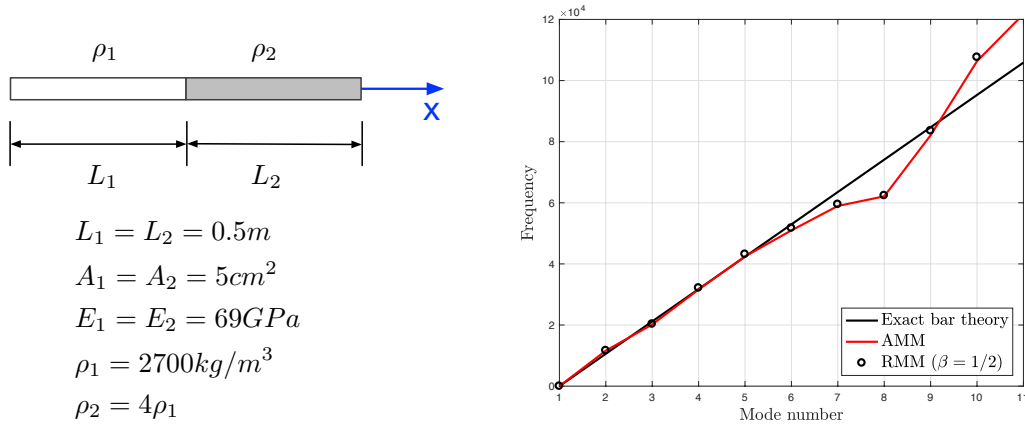 ρ₁ ρ₂
x
L₁ L₂
L₁ = L₂ = 0.5m
A₁ = A₂ = 5cm²
E₁ = E₂ = 69GPa
ρ₁ = 2700kg/m³
ρ₂ = 4ρ₁
×10⁴
12
10
8
6
4
2
0
Frequency
1 2 3 4 5 6 7 8 9 10 11
Mode number
Exact bar theory
AMM
RMM (β = 1/2)